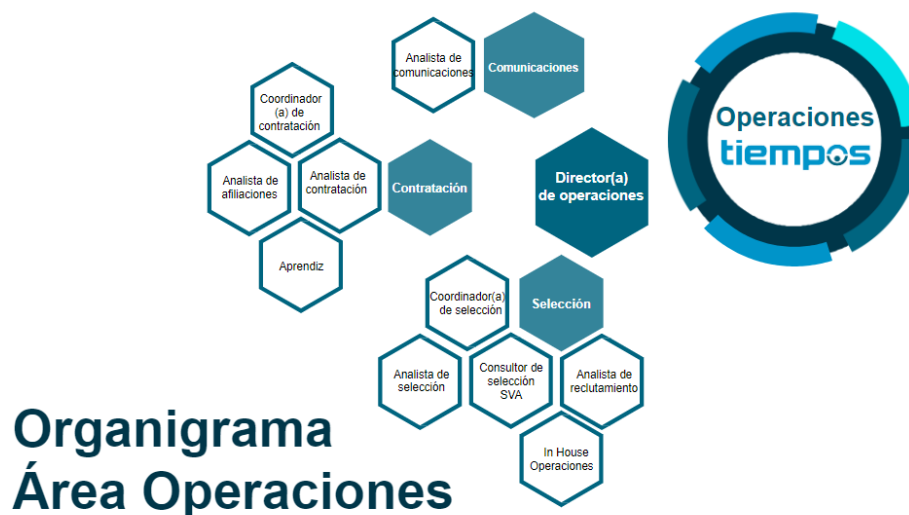 Analista de
comunicaciones
Comunicaciones
Coordinador
(a) de
contratación
Analista de
afiliaciones
Analista de
contratación
Contratación
Aprendiz
Director(a)
de operaciones
Operaciones
tiempos
Coordinador(a)
de selección
Selección
Analista de
selección
Consultor de
selección
SVA
Analista de
reclutamiento
In House
Operaciones
Organigrama
Área Operaciones